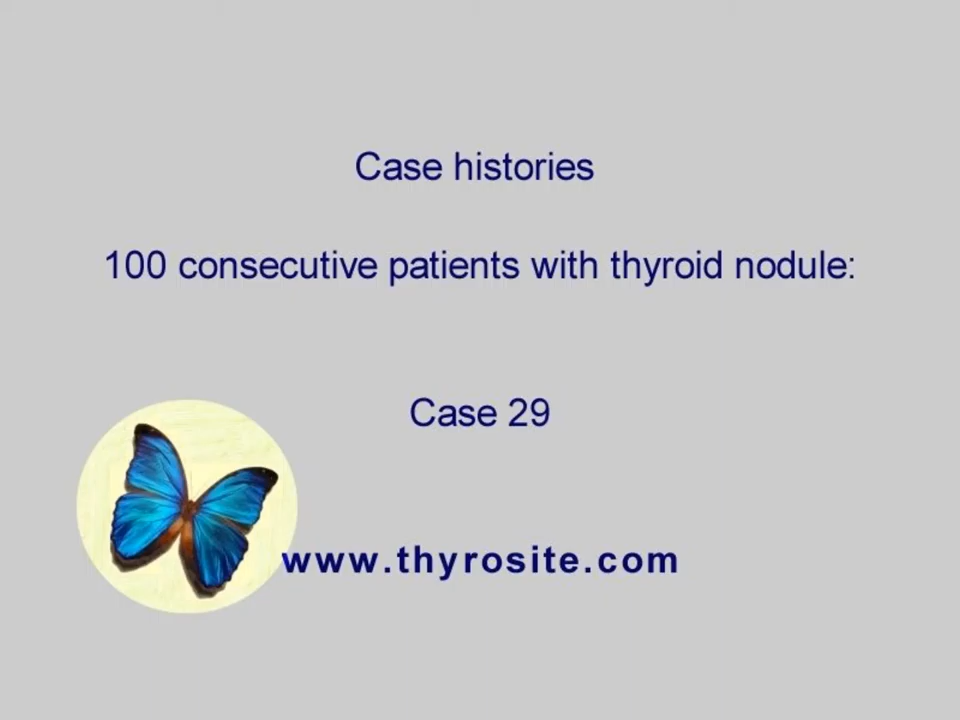 Case histories
100 consecutive patients with thyroid nodule:
Case 29
www.thyrosite.com